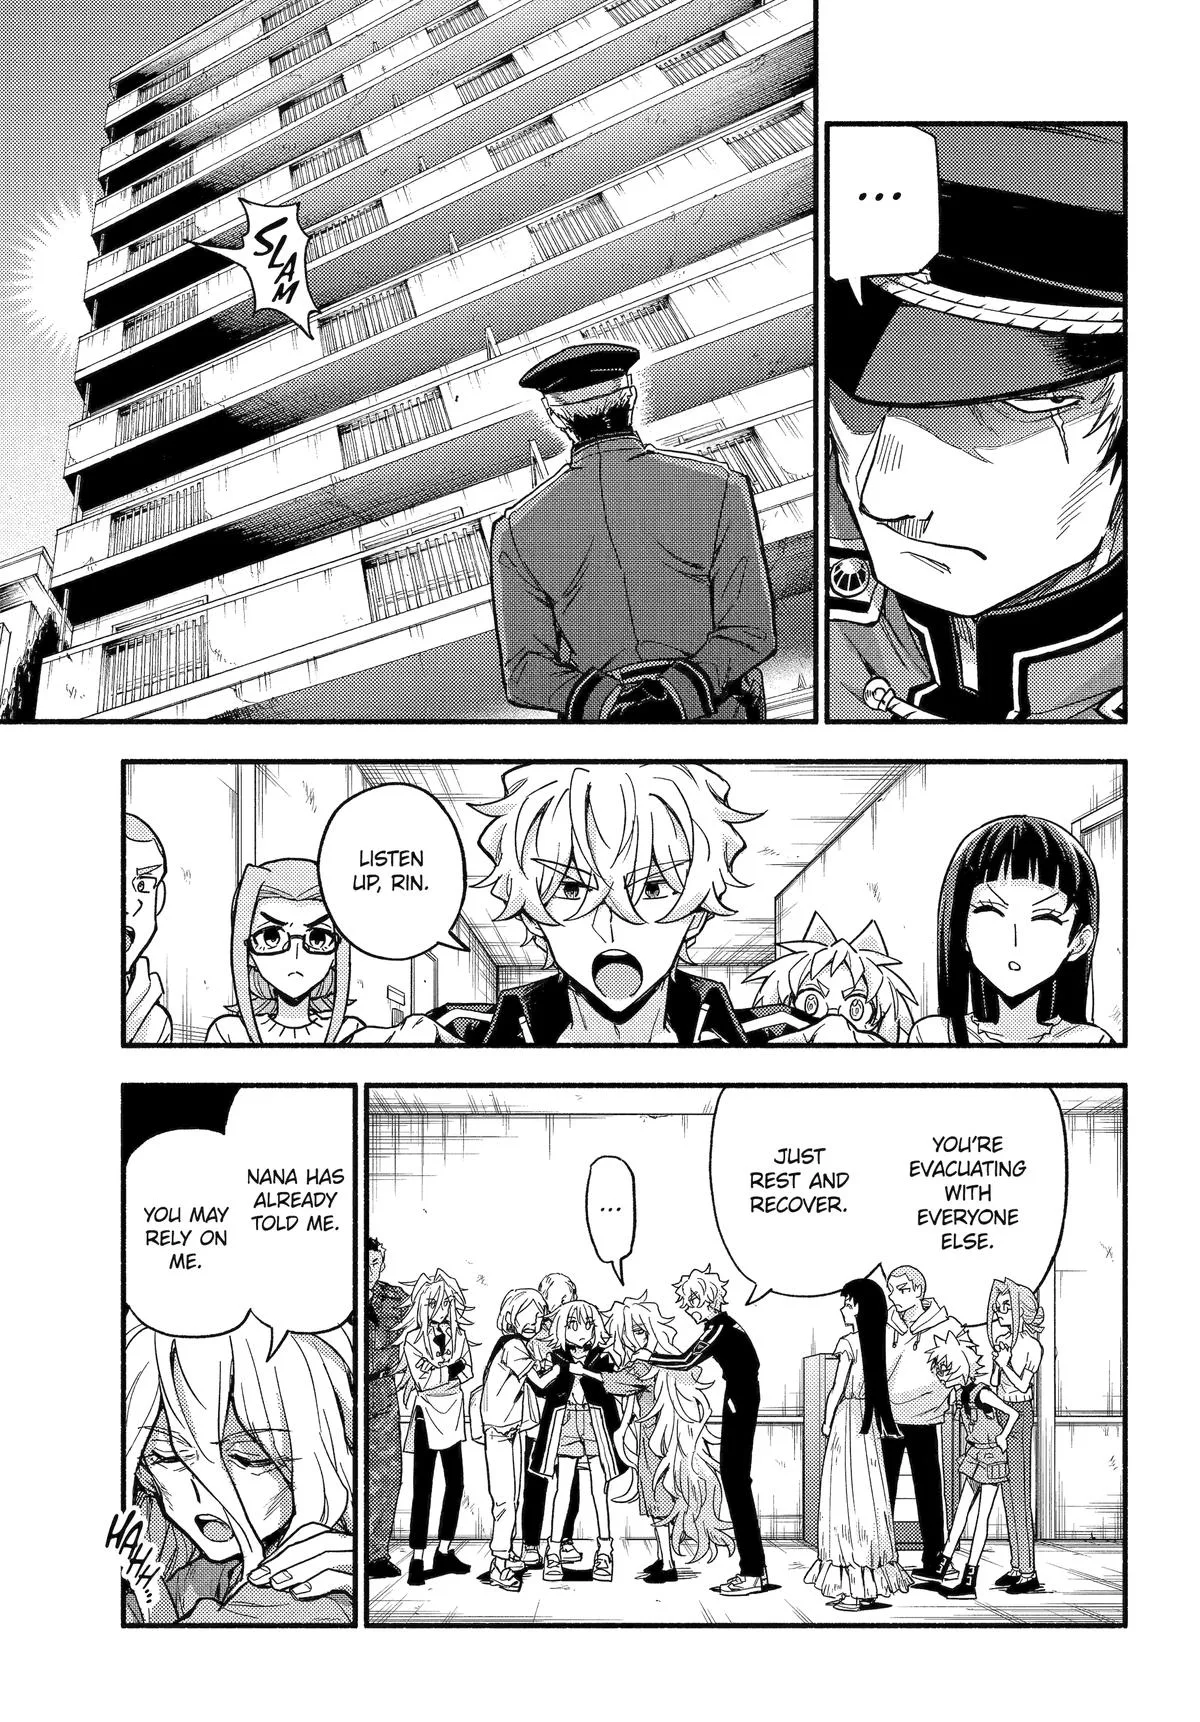 ...
SLAM
LISTEN
UP, RIN.
YOU'RE
EVACUATING
WITH
EVERYONE
ELSE.
JUST
REST AND
RECOVER.
...
NANA HAS
ALREADY
TOLD ME.
YOU MAY
RELY ON
ME.
HAHH...